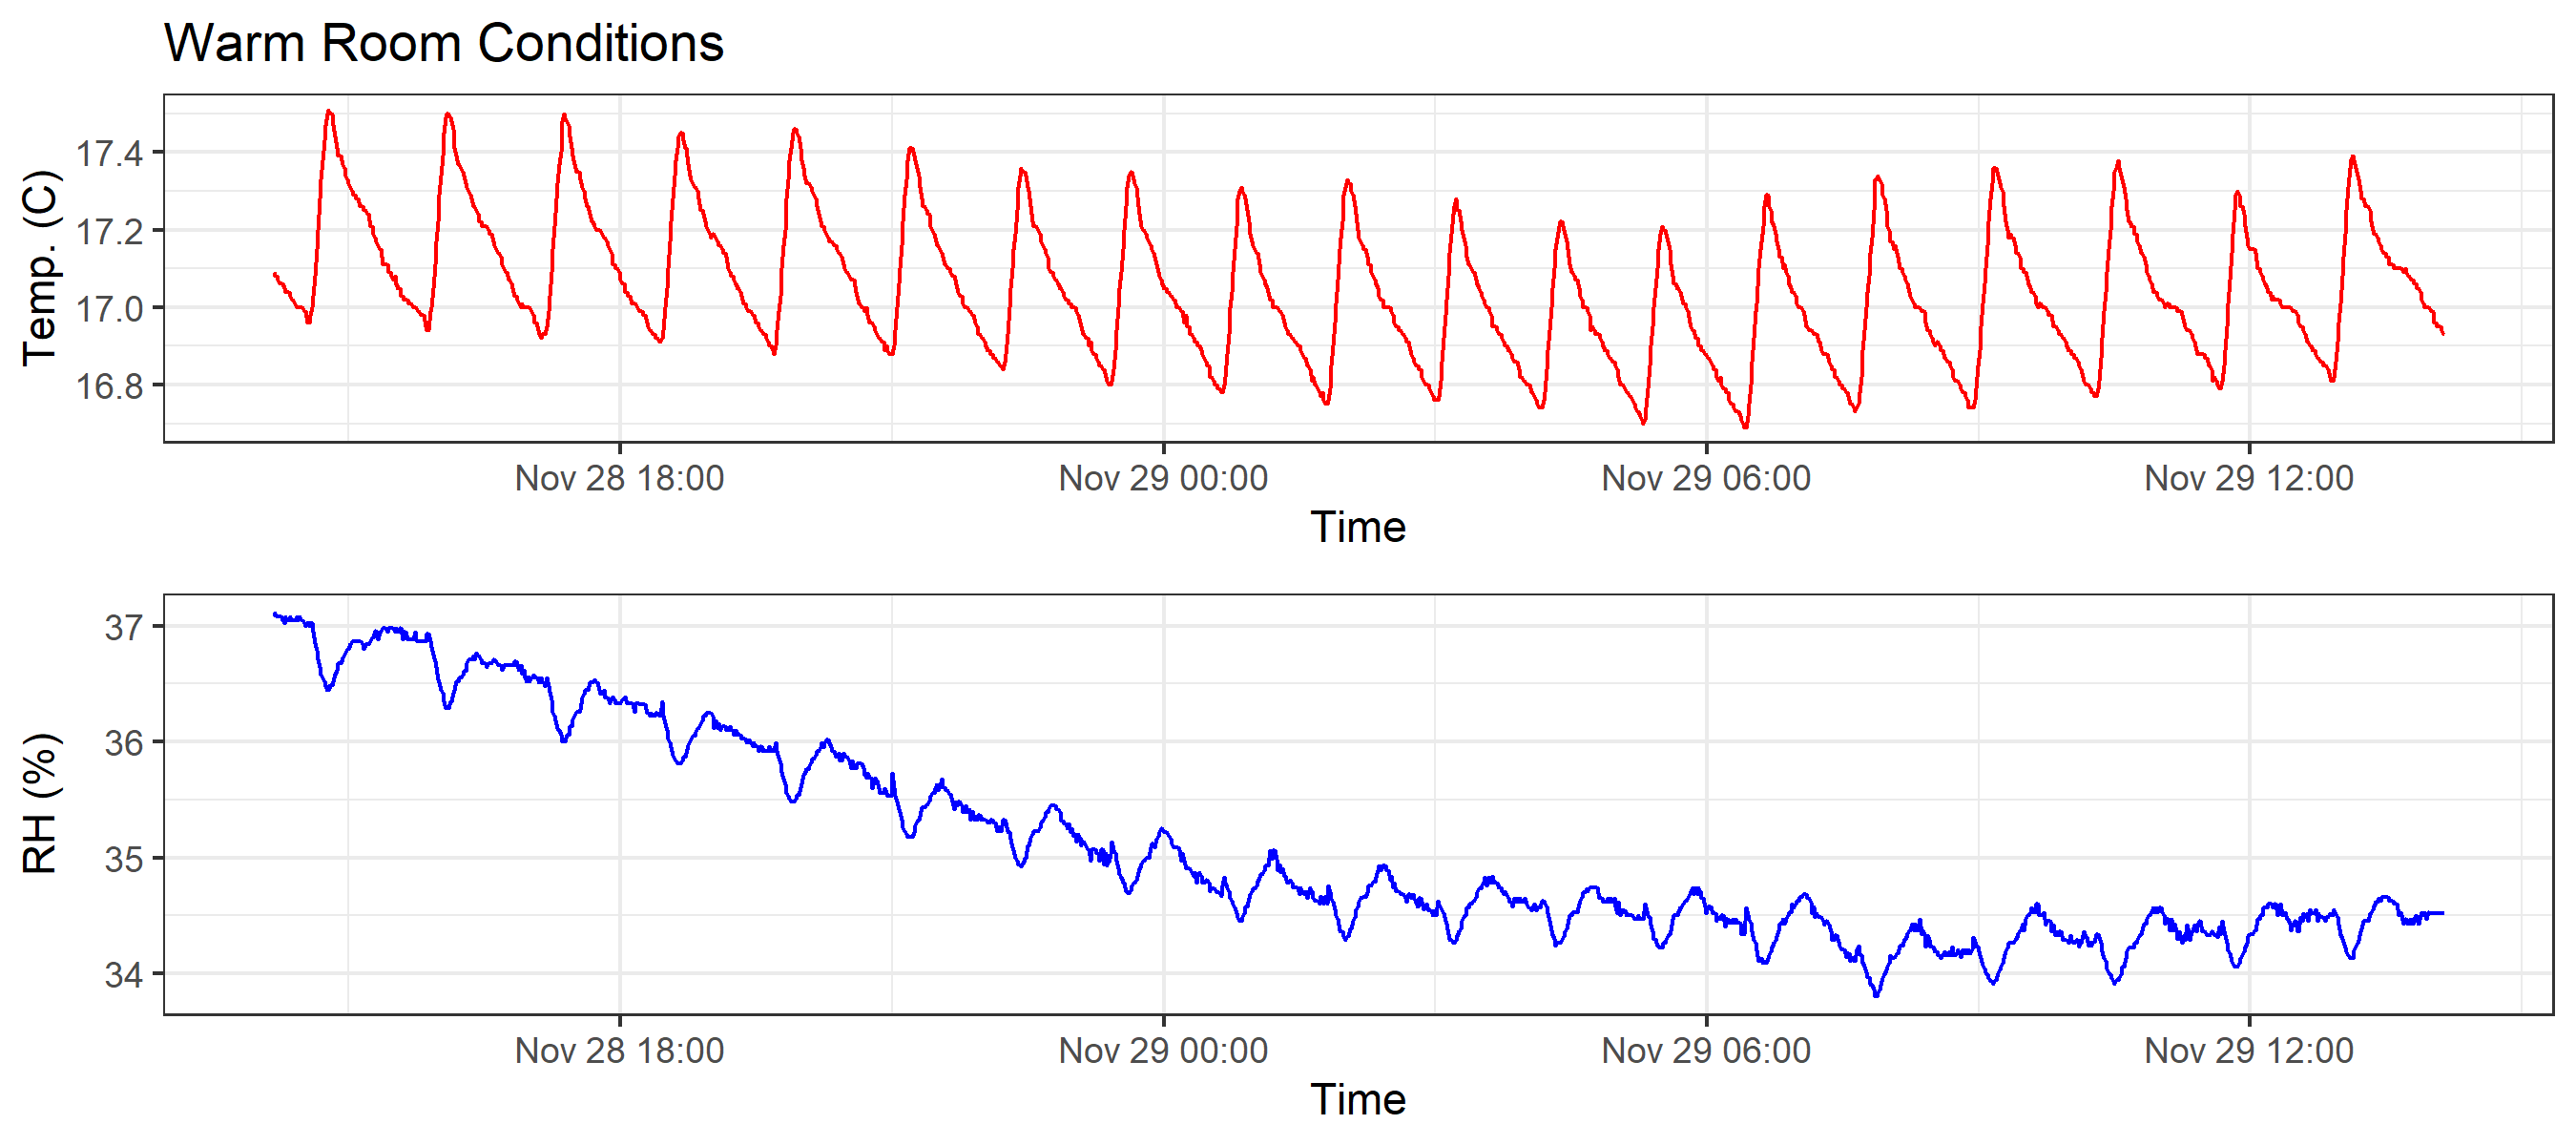 Warm Room Conditions
Temp. (C)
17.4
17.2
17.0
16.8
Nov 28 18:00 Nov 29 00:00 Nov 29 06:00 Nov 29 12:00
Time
RH (%)
37
36
35
34
Nov 28 18:00 Nov 29 00:00 Nov 29 06:00 Nov 29 12:00
Time